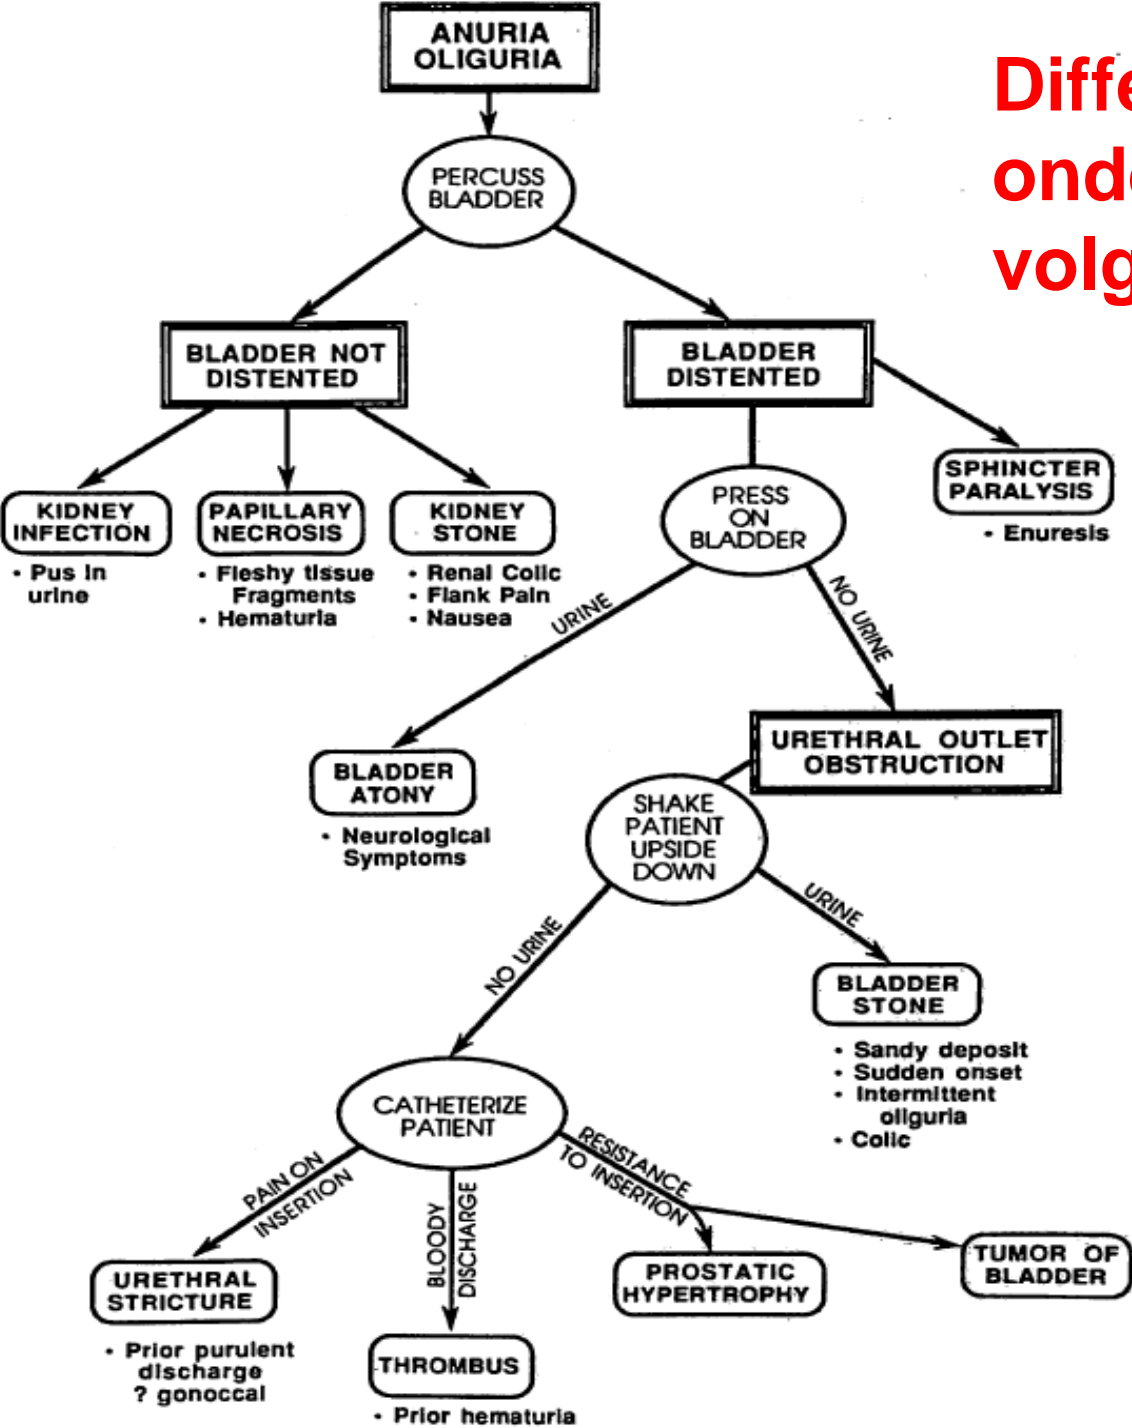 ANURIA
OLIGURIA
Diffe
onde
volg
PERCUSS
BLADDER
BLADDER NOT
DISTENTED
BLADDER
DISTENTED
SPHINCTER
PARALYSIS
• Enuresis
KIDNEY
INFECTION
• Pus in
urine
PAPILLARY
NECROSIS
• Fleshy tissue
Fragments
• Hematuria
KIDNEY
STONE
• Renal Colic
• Flank Pain
• Nausea
PRESS
ON
BLADDER
URINE
NO URINE
BLADDER
ATONY
• Neurological
Symptoms
URETHRAL OUTLET
OBSTRUCTION
SHAKE
PATIENT
UPSIDE
DOWN
NO URINE
URINE
BLADDER
STONE
• Sandy deposit
• Sudden onset
• Intermittent
oliguria
• Colic
CATHETERIZE
PATIENT
PAIN ON
INSERTION
BLOODY
DISCHARGE
RESISTANCE
TO INSERTION
URETHRAL
STRICTURE
• Prior purulent
discharge
? gonoccal
THROMBUS
• Prior hematuria
PROSTATIC
HYPERTROPHY
TUMOR OF
BLADDER